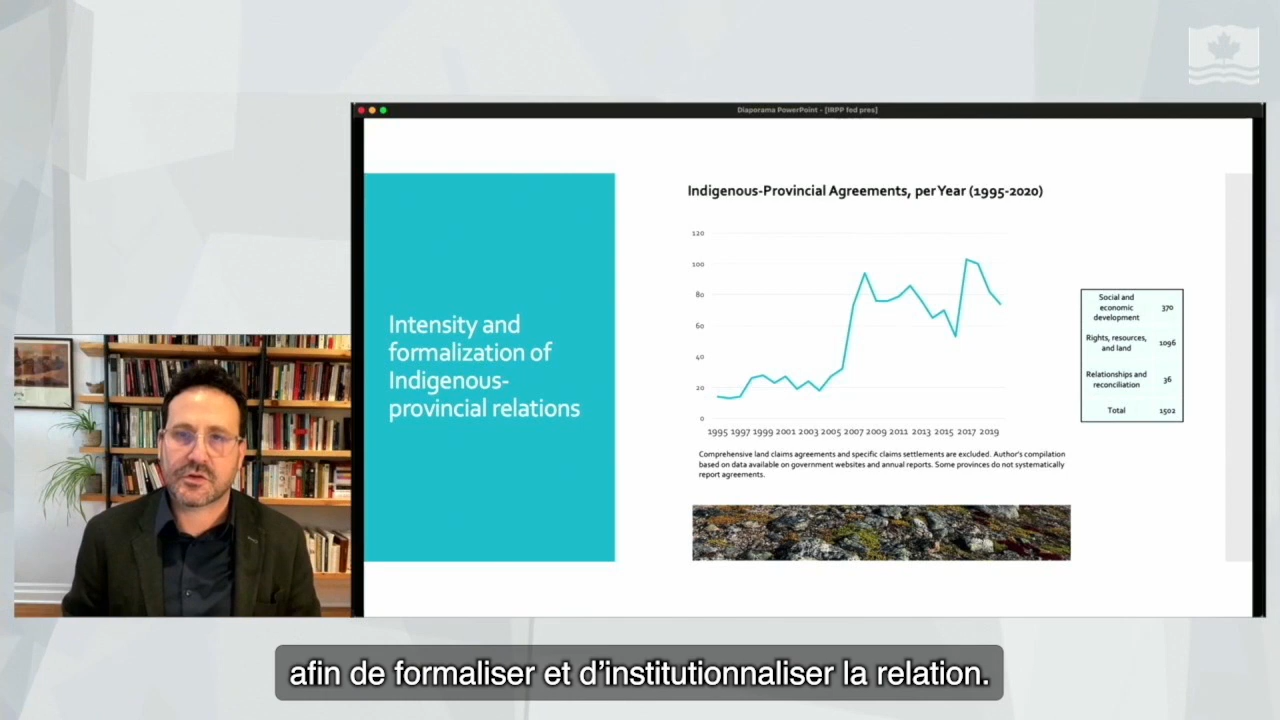 Diaporama PowerPoint - [IRPP fed pres]
Intensity and
formalization of
Indigenous-
provincial relations
Indigenous-Provincial Agreements, per Year (1995-2020)
120
100
80
60
40
20
0
1995 1997 1999 2001 2003 2005 2007 2009 2011 2013 2015 2017 2019
Comprehensive land claims agreements and specific claims settlements are excluded. Author's compilation
based on data available on government websites and annual reports. Some provinces do not systematically
report agreements.
Social and
economic 370
development
Rights, resources,
and land 1096
Relationships and
reconciliation 36
Total 1502
afin de formaliser et d’institutionnaliser la relation.